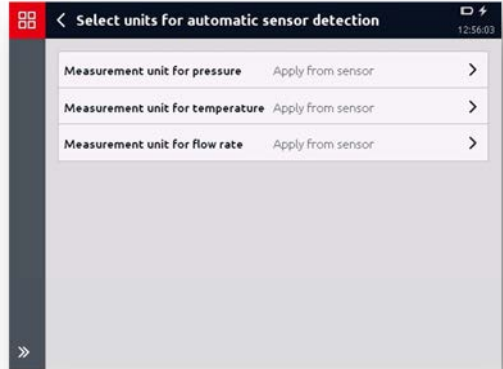 Select units for automatic sensor detection
12:56:03
Measurement unit for pressure Apply from sensor
Measurement unit for temperature Apply from sensor
Measurement unit for flow rate Apply from sensor